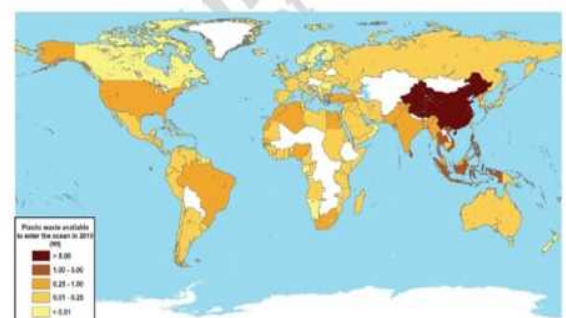 Plastic waste available
to enter the ocean in 2010
(Mt)
> 5.00
1.00 - 5.00
0.25 - 1.00
0.01 - 0.25
< 0.01